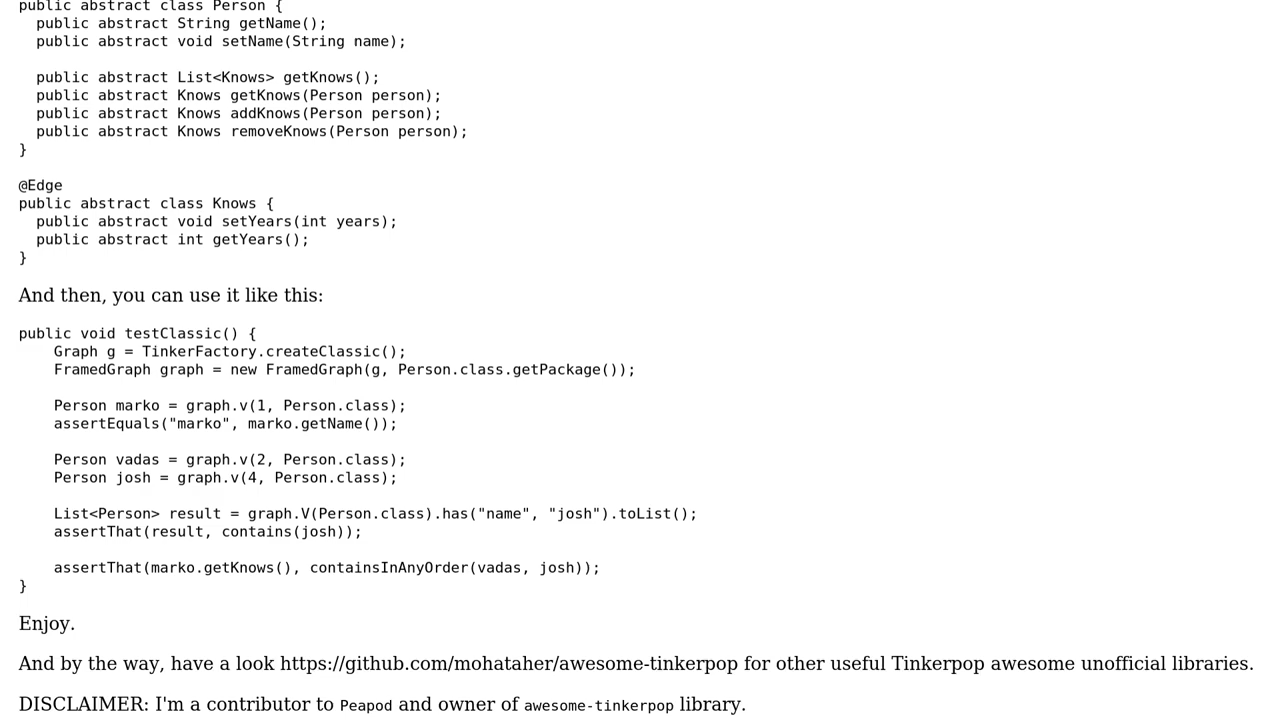 public abstract class Person {
  public abstract String getName();
  public abstract void setName(String name);

  public abstract List<Knows> getKnows();
  public abstract Knows getKnows(Person person);
  public abstract Knows addKnows(Person person);
  public abstract Knows removeKnows(Person person);
}

@Edge
public abstract class Knows {
  public abstract void setYears(int years);
  public abstract int getYears();
}

And then, you can use it like this:

public void testClassic() {
    Graph g = TinkerFactory.createClassic();
    FramedGraph graph = new FramedGraph(g, Person.class.getPackage());

    Person marko = graph.v(1, Person.class);
    assertEquals("marko", marko.getName());

    Person vadas = graph.v(2, Person.class);
    Person josh = graph.v(4, Person.class);

    List<Person> result = graph.V(Person.class).has("name", "josh").toList();
    assertThat(result, contains(josh));

    assertThat(marko.getKnows(), containsInAnyOrder(vadas, josh));
}

Enjoy.

And by the way, have a look https://github.com/mohataher/awesome-tinkerpop for other useful Tinkerpop awesome unofficial libraries.

DISCLAIMER: I'm a contributor to Peapod and owner of awesome-tinkerpop library.